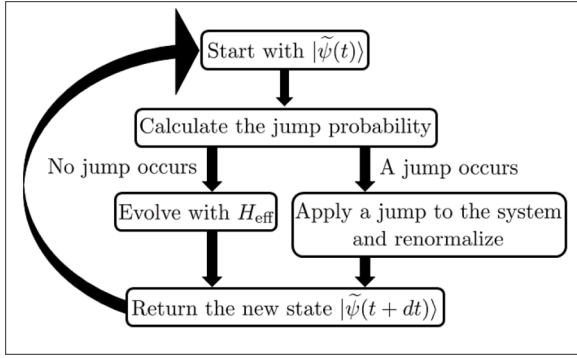 Start with |ψ̃(t)⟩
Calculate the jump probability
No jump occurs
A jump occurs
Evolve with H_eff
Apply a jump to the system
and renormalize
Return the new state |ψ̃(t + dt)⟩